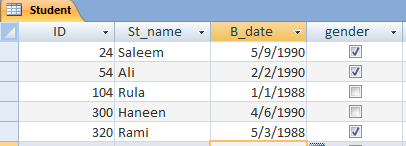 Student
ID St_name B_date gender
24 Saleem 5/9/1990
54 Ali 2/2/1990
104 Rula 1/1/1988
300 Haneen 4/6/1990
320 Rami 5/3/1988